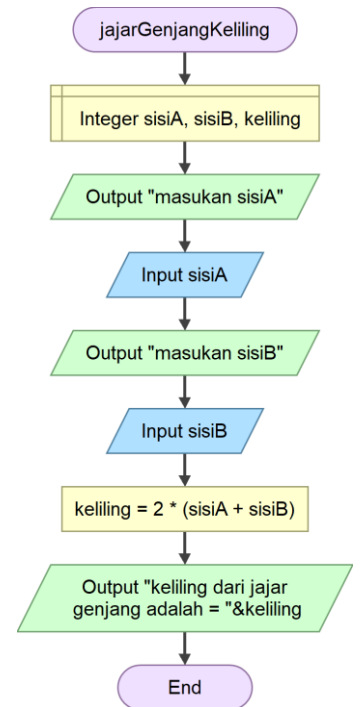 jajarGenjangKeliling
Integer sisiA, sisiB, keliling
Output "masukan sisiA"
Input sisiA
Output "masukan sisiB"
Input sisiB
keliling = 2 * (sisiA + sisiB)
Output "keliling dari jajar
genjang adalah = "&keliling
End